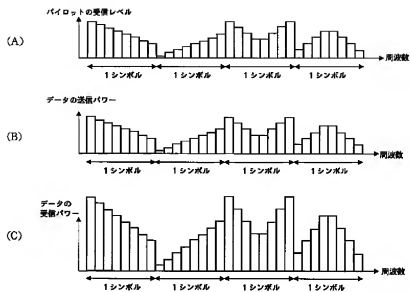 パイロットの受信レベル
(A)
周波数
1シンボル 1シンボル 1シンボル 1シンボル
データの送信パワー
(B)
周波数
1シンボル 1シンボル 1シンボル 1シンボル
データの
受信パワー
(C)
周波数
1シンボル 1シンボル 1シンボル 1シンボル